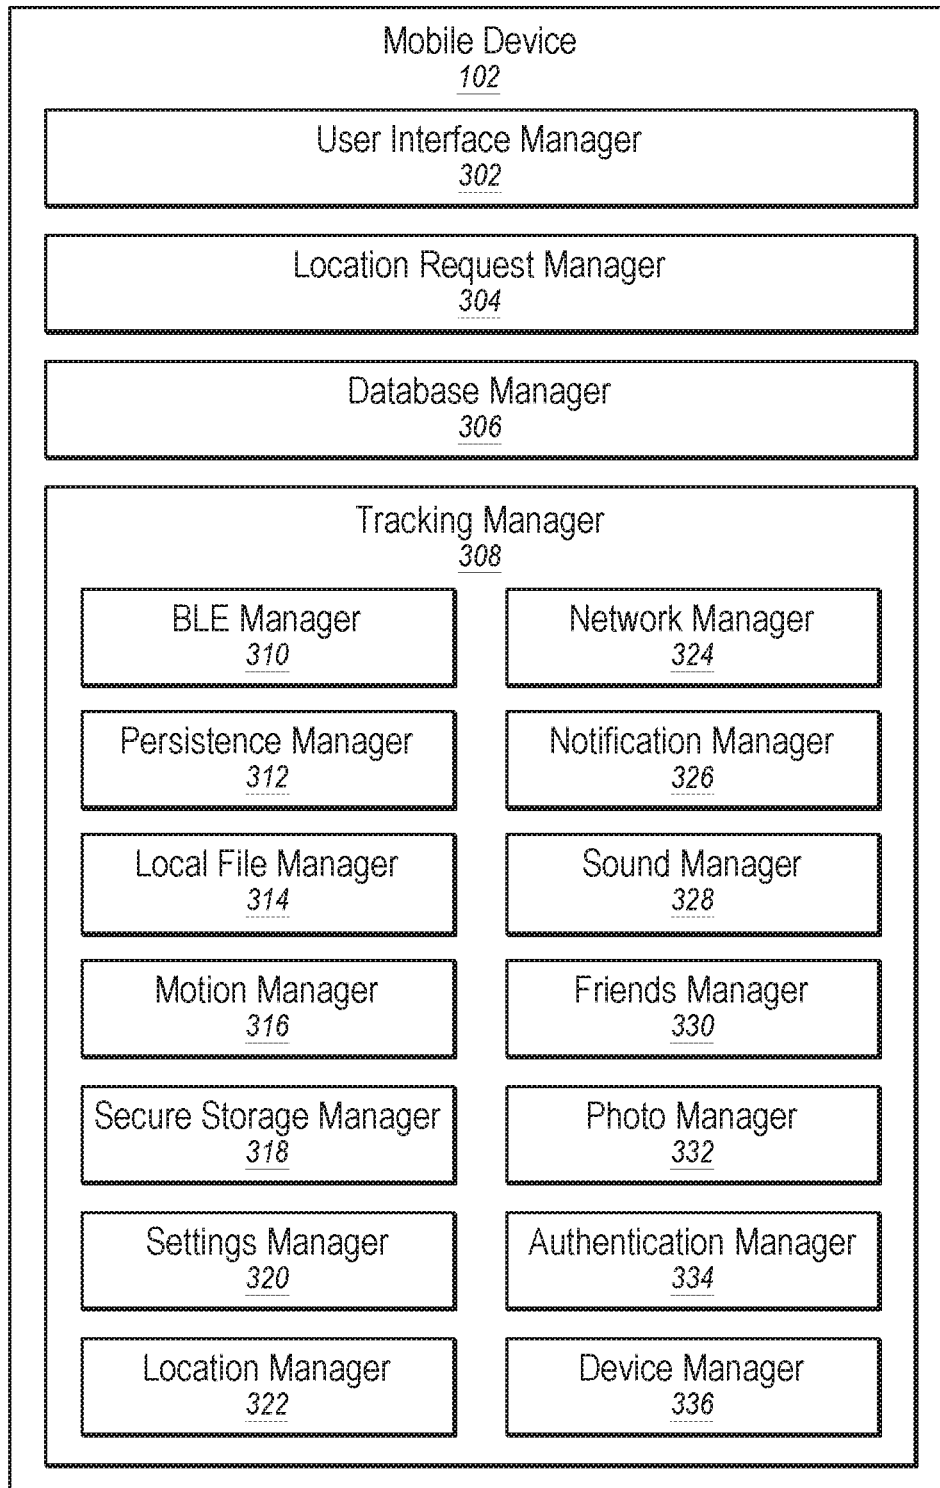 Mobile Device
102
User Interface Manager
302
Location Request Manager
304
Database Manager
306
Tracking Manager
308
BLE Manager
310
Network Manager
324
Persistence Manager
312
Notification Manager
326
Local File Manager
314
Sound Manager
328
Motion Manager
316
Friends Manager
330
Secure Storage Manager
318
Photo Manager
332
Settings Manager
320
Authentication Manager
334
Location Manager
322
Device Manager
336